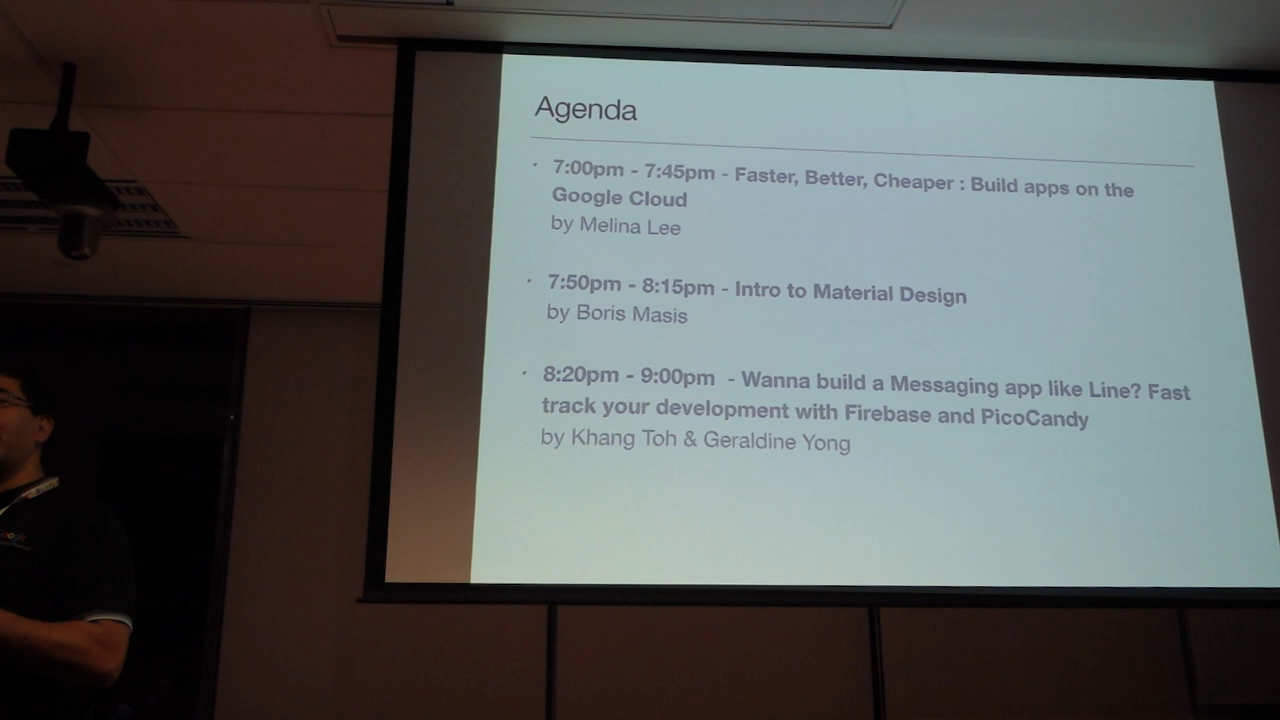 Agenda
· 7:00pm - 7:45pm - Faster, Better, Cheaper : Build apps on the
Google Cloud
by Melina Lee
· 7:50pm - 8:15pm - Intro to Material Design
by Boris Masis
· 8:20pm - 9:00pm - Wanna build a Messaging app like Line? Fast
track your development with Firebase and PicoCandy
by Khang Toh & Geraldine Yong